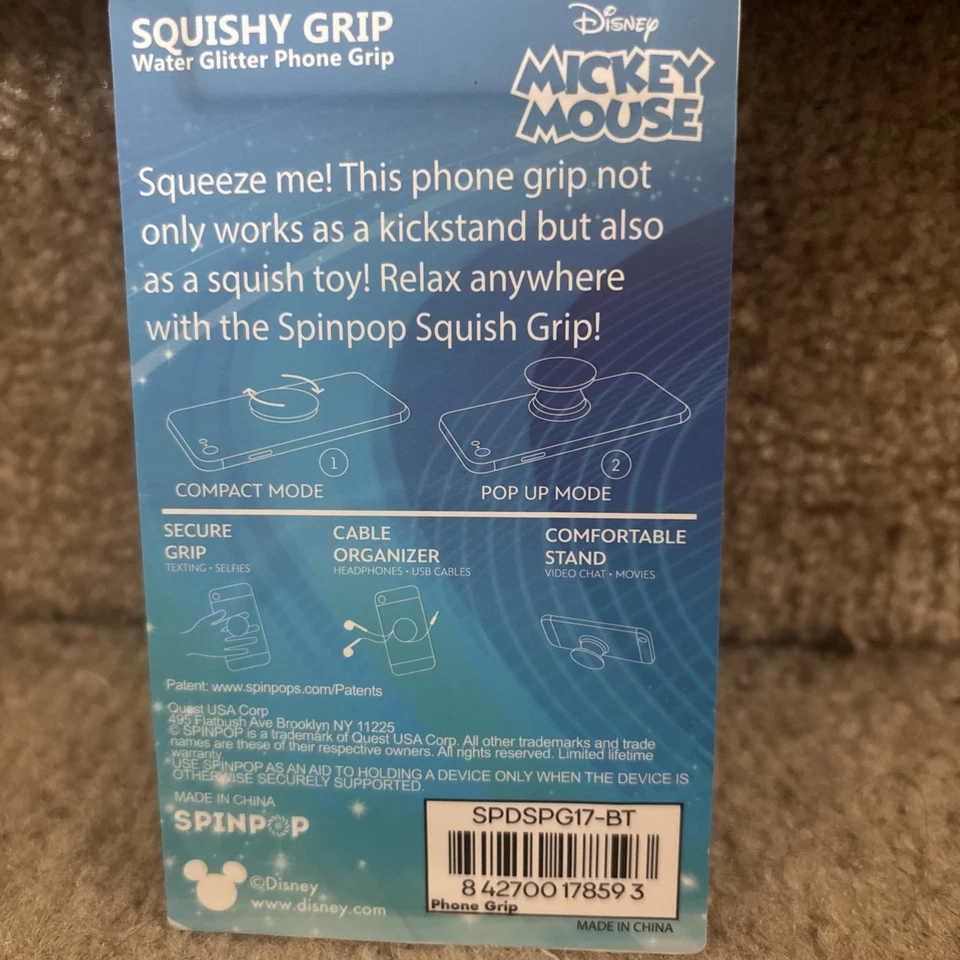 SQUISHY GRIP
Water Glitter Phone Grip
Disney
MICKEY
MOUSE
Squeeze me! This phone grip not
only works as a kickstand but also
as a squish toy! Relax anywhere
with the Spinpop Squish Grip!
1
COMPACT MODE
2
POP UP MODE
SECURE
GRIP
TEXTING • SELFIES
CABLE
ORGANIZER
HEADPHONES • USB CABLES
COMFORTABLE
STAND
VIDEO CHAT • MOVIES
Patent: www.spinpops.com/Patents
Quest USA Corp
495 Flatbush Ave Brooklyn NY 11225
© SPINPOP is a trademark of Quest USA Corp. All other trademarks and trade
names are these of their respective owners. All rights reserved. Limited lifetime
warranty
*USE SPINPOP AS AN AID TO HOLDING A DEVICE ONLY WHEN THE DEVICE IS
OTHERWISE SECURELY SUPPORTED.
MADE IN CHINA
SPINPOP
©Disney
www.disney.com
SPDSPG17-BT
8 42700 17859 3
Phone Grip
MADE IN CHINA